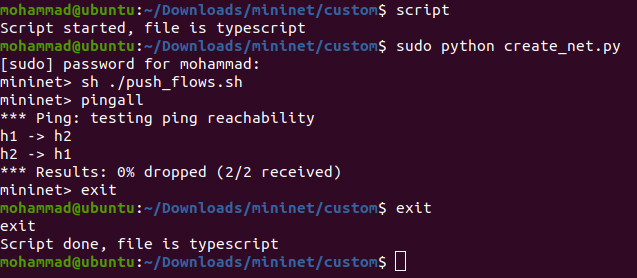 mohammad@ubuntu:~/Downloads/mininet/custom$ script
Script started, file is typescript
mohammad@ubuntu:~/Downloads/mininet/custom$ sudo python create_net.py
[sudo] password for mohammad:
mininet> sh ./push_flows.sh
mininet> pingall
*** Ping: testing ping reachability
h1 -> h2
h2 -> h1
*** Results: 0% dropped (2/2 received)
mininet> exit
mohammad@ubuntu:~/Downloads/mininet/custom$ exit
exit
Script done, file is typescript
mohammad@ubuntu:~/Downloads/mininet/custom$